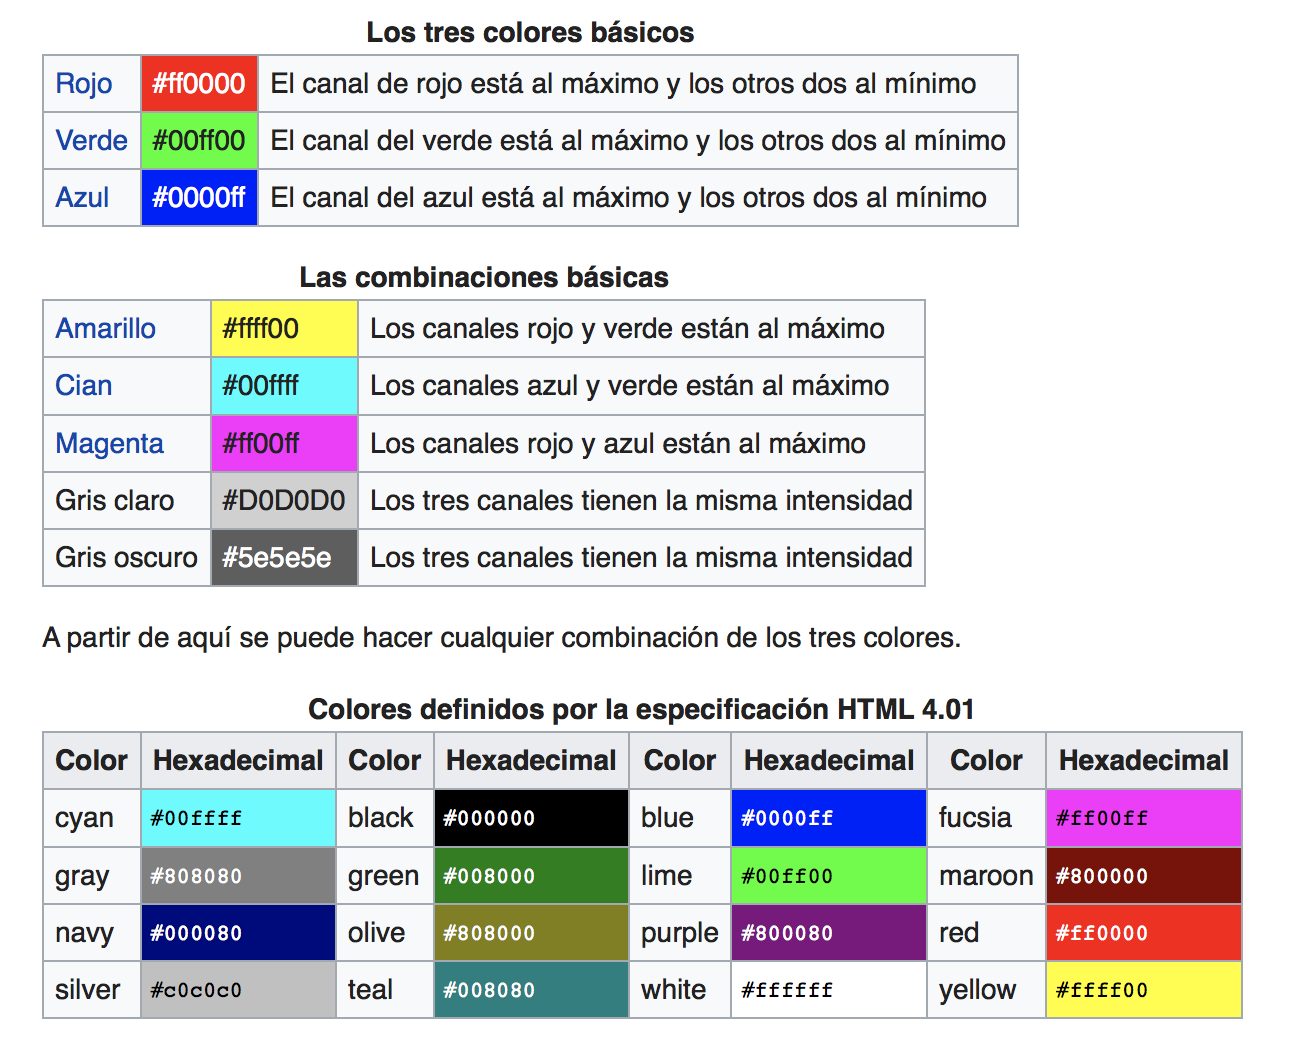 Los tres colores básicos
Rojo #ff0000 El canal de rojo está al máximo y los otros dos al mínimo
Verde #00ff00 El canal del verde está al máximo y los otros dos al mínimo
Azul #0000ff El canal del azul está al máximo y los otros dos al mínimo
Las combinaciones básicas
Amarillo #ffff00 Los canales rojo y verde están al máximo
Cian #00ffff Los canales azul y verde están al máximo
Magenta #ff00ff Los canales rojo y azul están al máximo
Gris claro #D0D0D0 Los tres canales tienen la misma intensidad
Gris oscuro #5e5e5e Los tres canales tienen la misma intensidad
A partir de aquí se puede hacer cualquier combinación de los tres colores.
Colores definidos por la especificación HTML 4.01
Color Hexadecimal Color Hexadecimal Color Hexadecimal Color Hexadecimal
cyan #00ffff black #000000 blue #0000ff fucsia #ff00ff
gray #808080 green #008000 lime #00ff00 maroon #800000
navy #000080 olive #808000 purple #800080 red #ff0000
silver #c0c0c0 teal #008080 white #ffffff yellow #ffff00